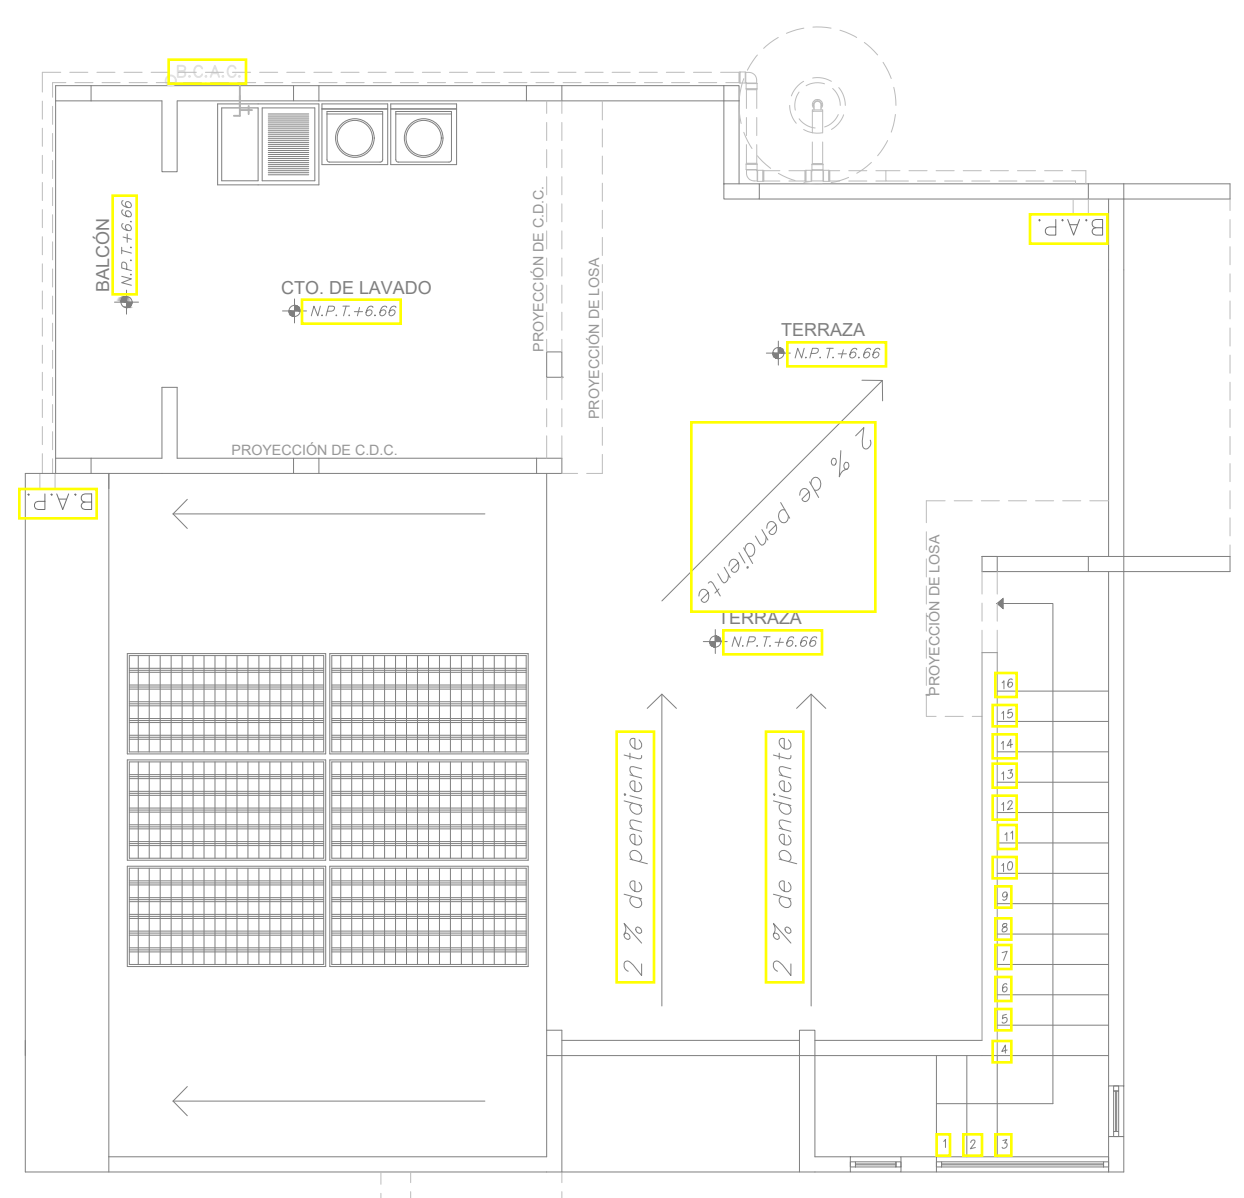 B.C.A.C.
BALCÓN
N.P.T.+6.66
CTO. DE LAVADO
N.P.T.+6.66
PROYECCIÓN DE C.D.C.
PROYECCIÓN DE LOSA
B.A.P.
TERRAZA
N.P.T.+6.66
PROYECCIÓN DE C.D.C.
2 % de pendiente
B.A.P.
PROYECCIÓN DE LOSA
TERRAZA
N.P.T.+6.66
2 % de pendiente
2 % de pendiente
16
15
14
13
12
11
10
9
8
7
6
5
4
1
2
3